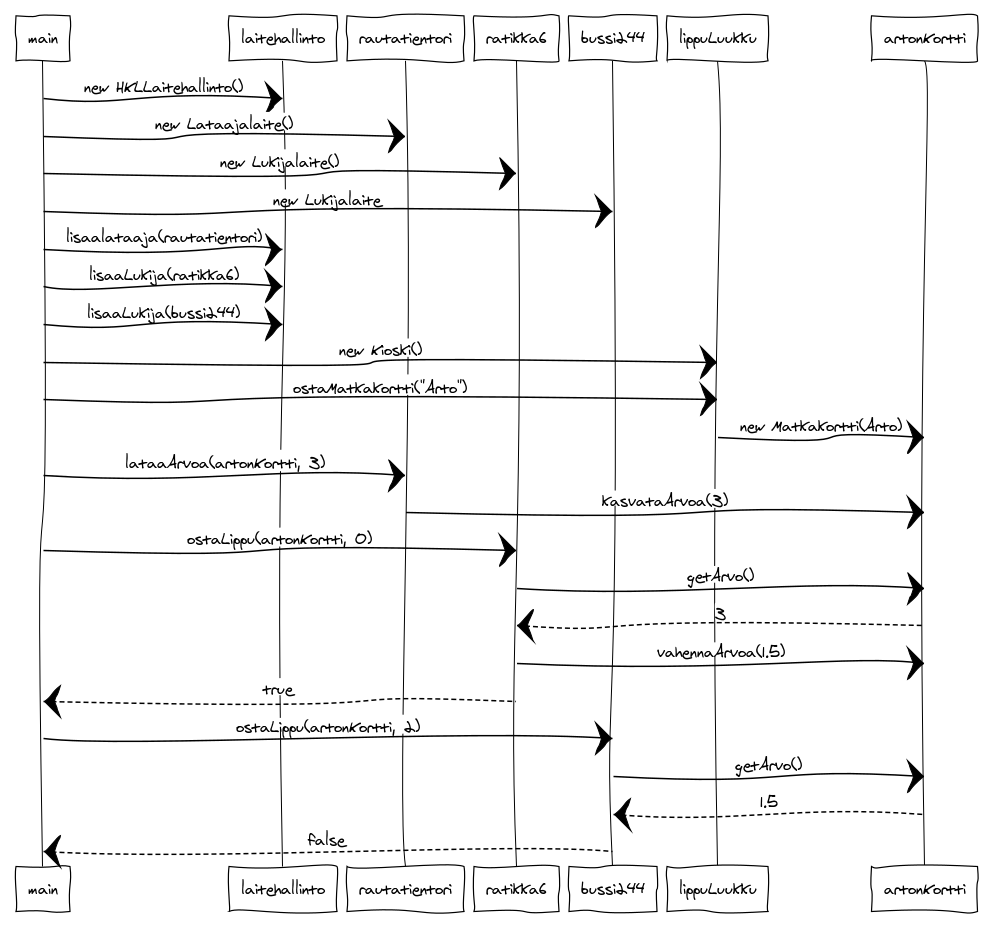 main laitehallinto rautatientori ratikka6 bussi244 lippuLuukku artonKortti
new HKLLaitehallinto()
new Lataajalaite()
new Lukijalaite()
new Lukijalaite
lisaalataaja(rautatientori)
lisaaLukija(ratikka6)
lisaaLukija(bussi244)
new Kioski()
ostaMatkakortti("Arto")
new Matkakortti(Arto)
lataaArvoa(artonKortti, 3)
kasvataArvoa(3)
ostaLippu(artonKortti, 0)
getArvo()
3
vahennaArvoa(1.5)
true
ostaLippu(artonKortti, 2)
getArvo()
1.5
false
main laitehallinto rautatientori ratikka6 bussi244 lippuLuukku artonKortti